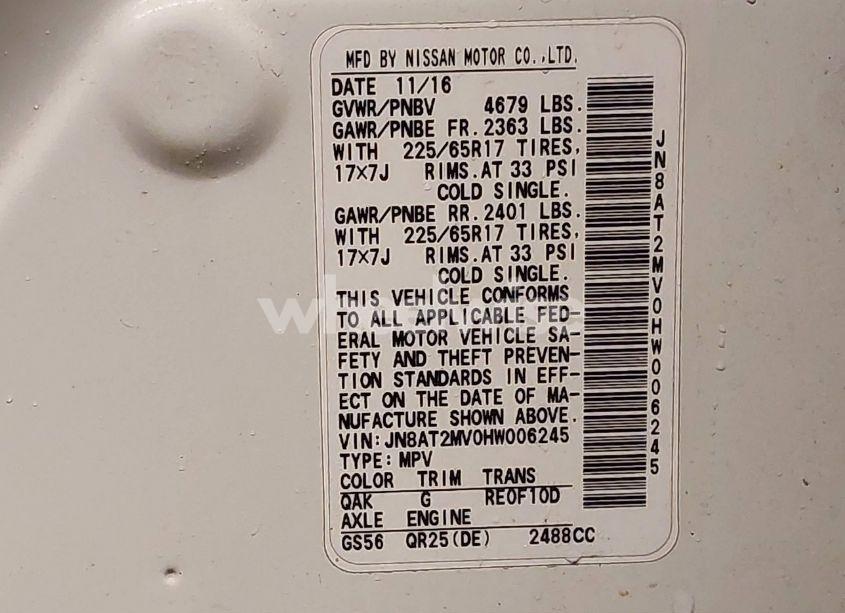 MFD BY NISSAN MOTOR CO.,LTD.
DATE 11/16
GVWR/PNBV 4679 LBS.
GAWR/PNBE FR. 2363 LBS.
WITH 225/65R17 TIRES,
17×7J RIMS. AT 33 PSI
COLD SINGLE.
GAWR/PNBE RR. 2401 LBS.
WITH 225/65R17 TIRES,
17×7J RIMS. AT 33 PSI
COLD SINGLE.
THIS VEHICLE CONFORMS
TO ALL APPLICABLE FED-
ERAL MOTOR VEHICLE SA-
FETY AND THEFT PREVEN-
TION STANDARDS IN EFF-
ECT ON THE DATE OF MA-
NUFACTURE SHOWN ABOVE.
VIN: JN8AT2MV0HW006245
TYPE: MPV
COLOR TRIM TRANS
QAK G RE0F10D
AXLE ENGINE
GS56 QR25(DE) 2488CC
JN8AT2MV0HW006245